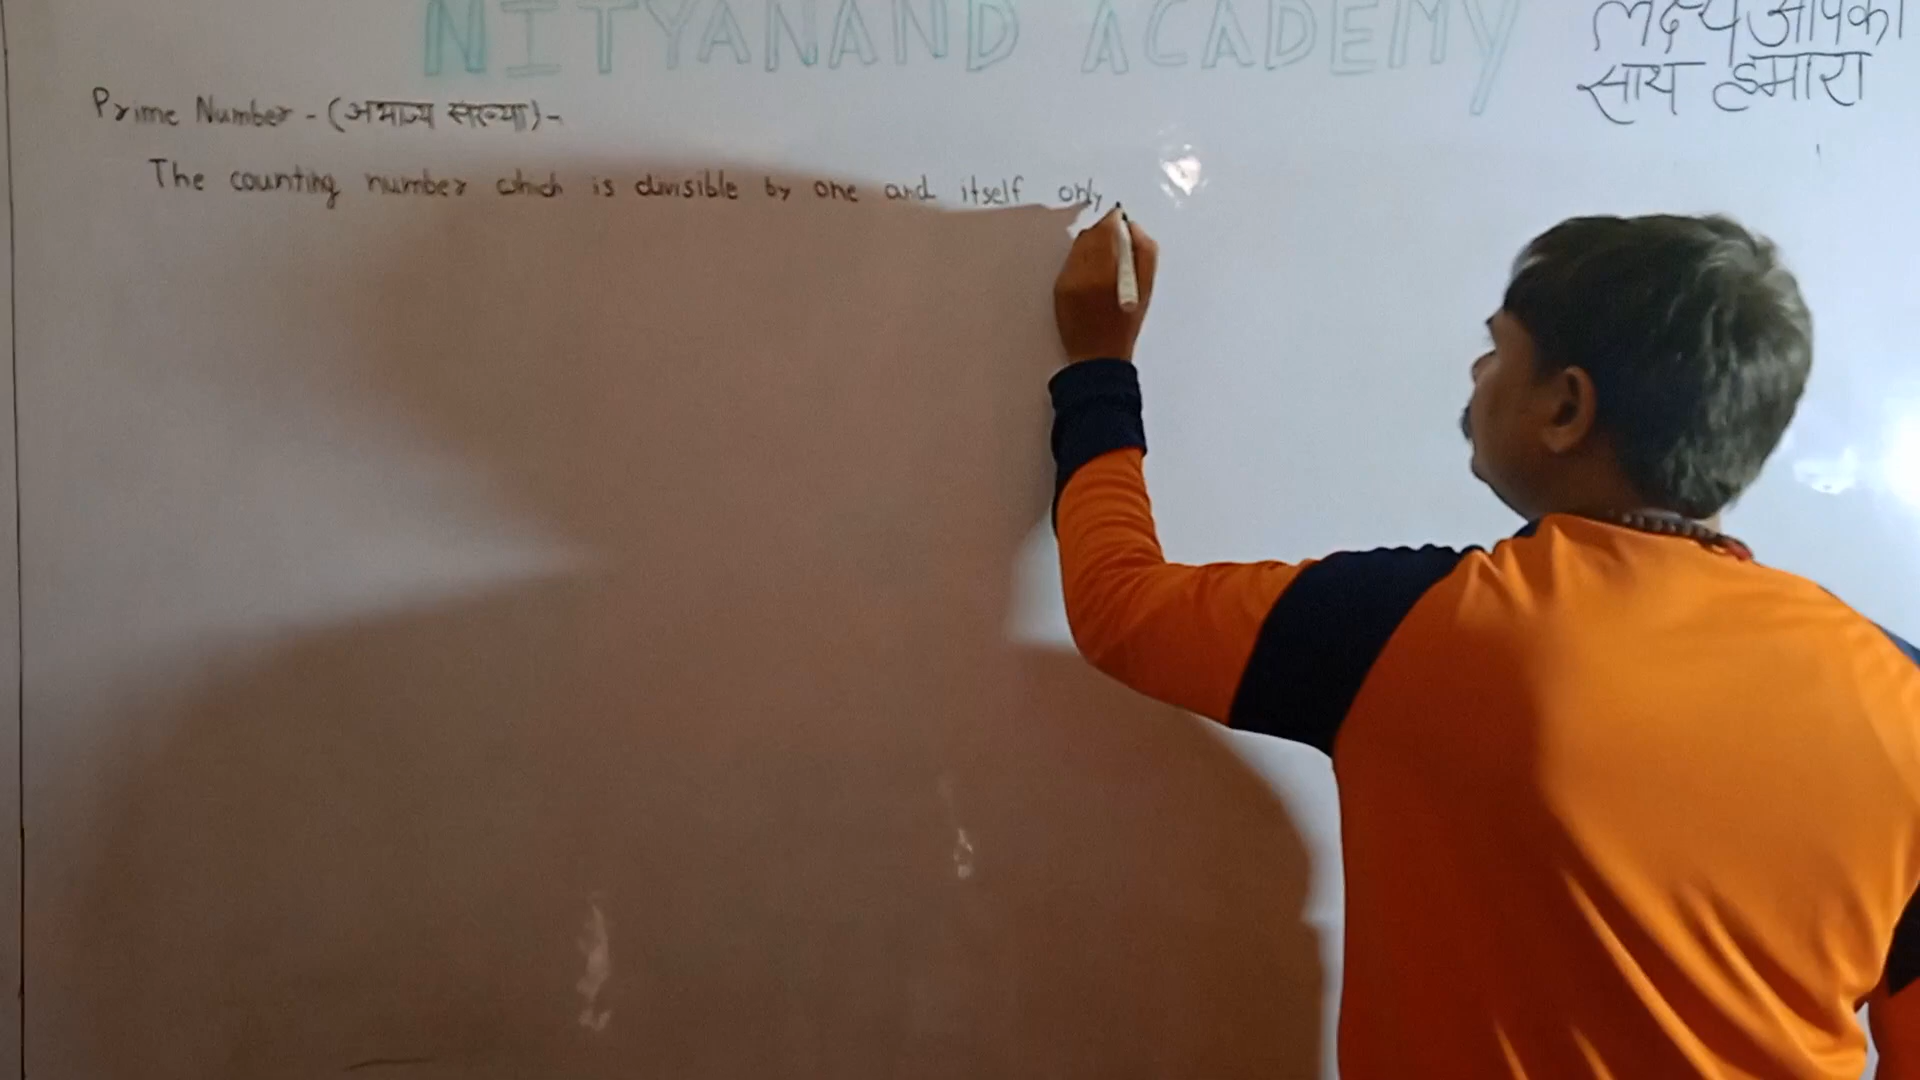 NITYANAND ACADEMY
लक्ष्य आपका
साथ हमारा
Prime Number - (अभाज्य संख्या) -
The counting number which is divisible by one and itself only